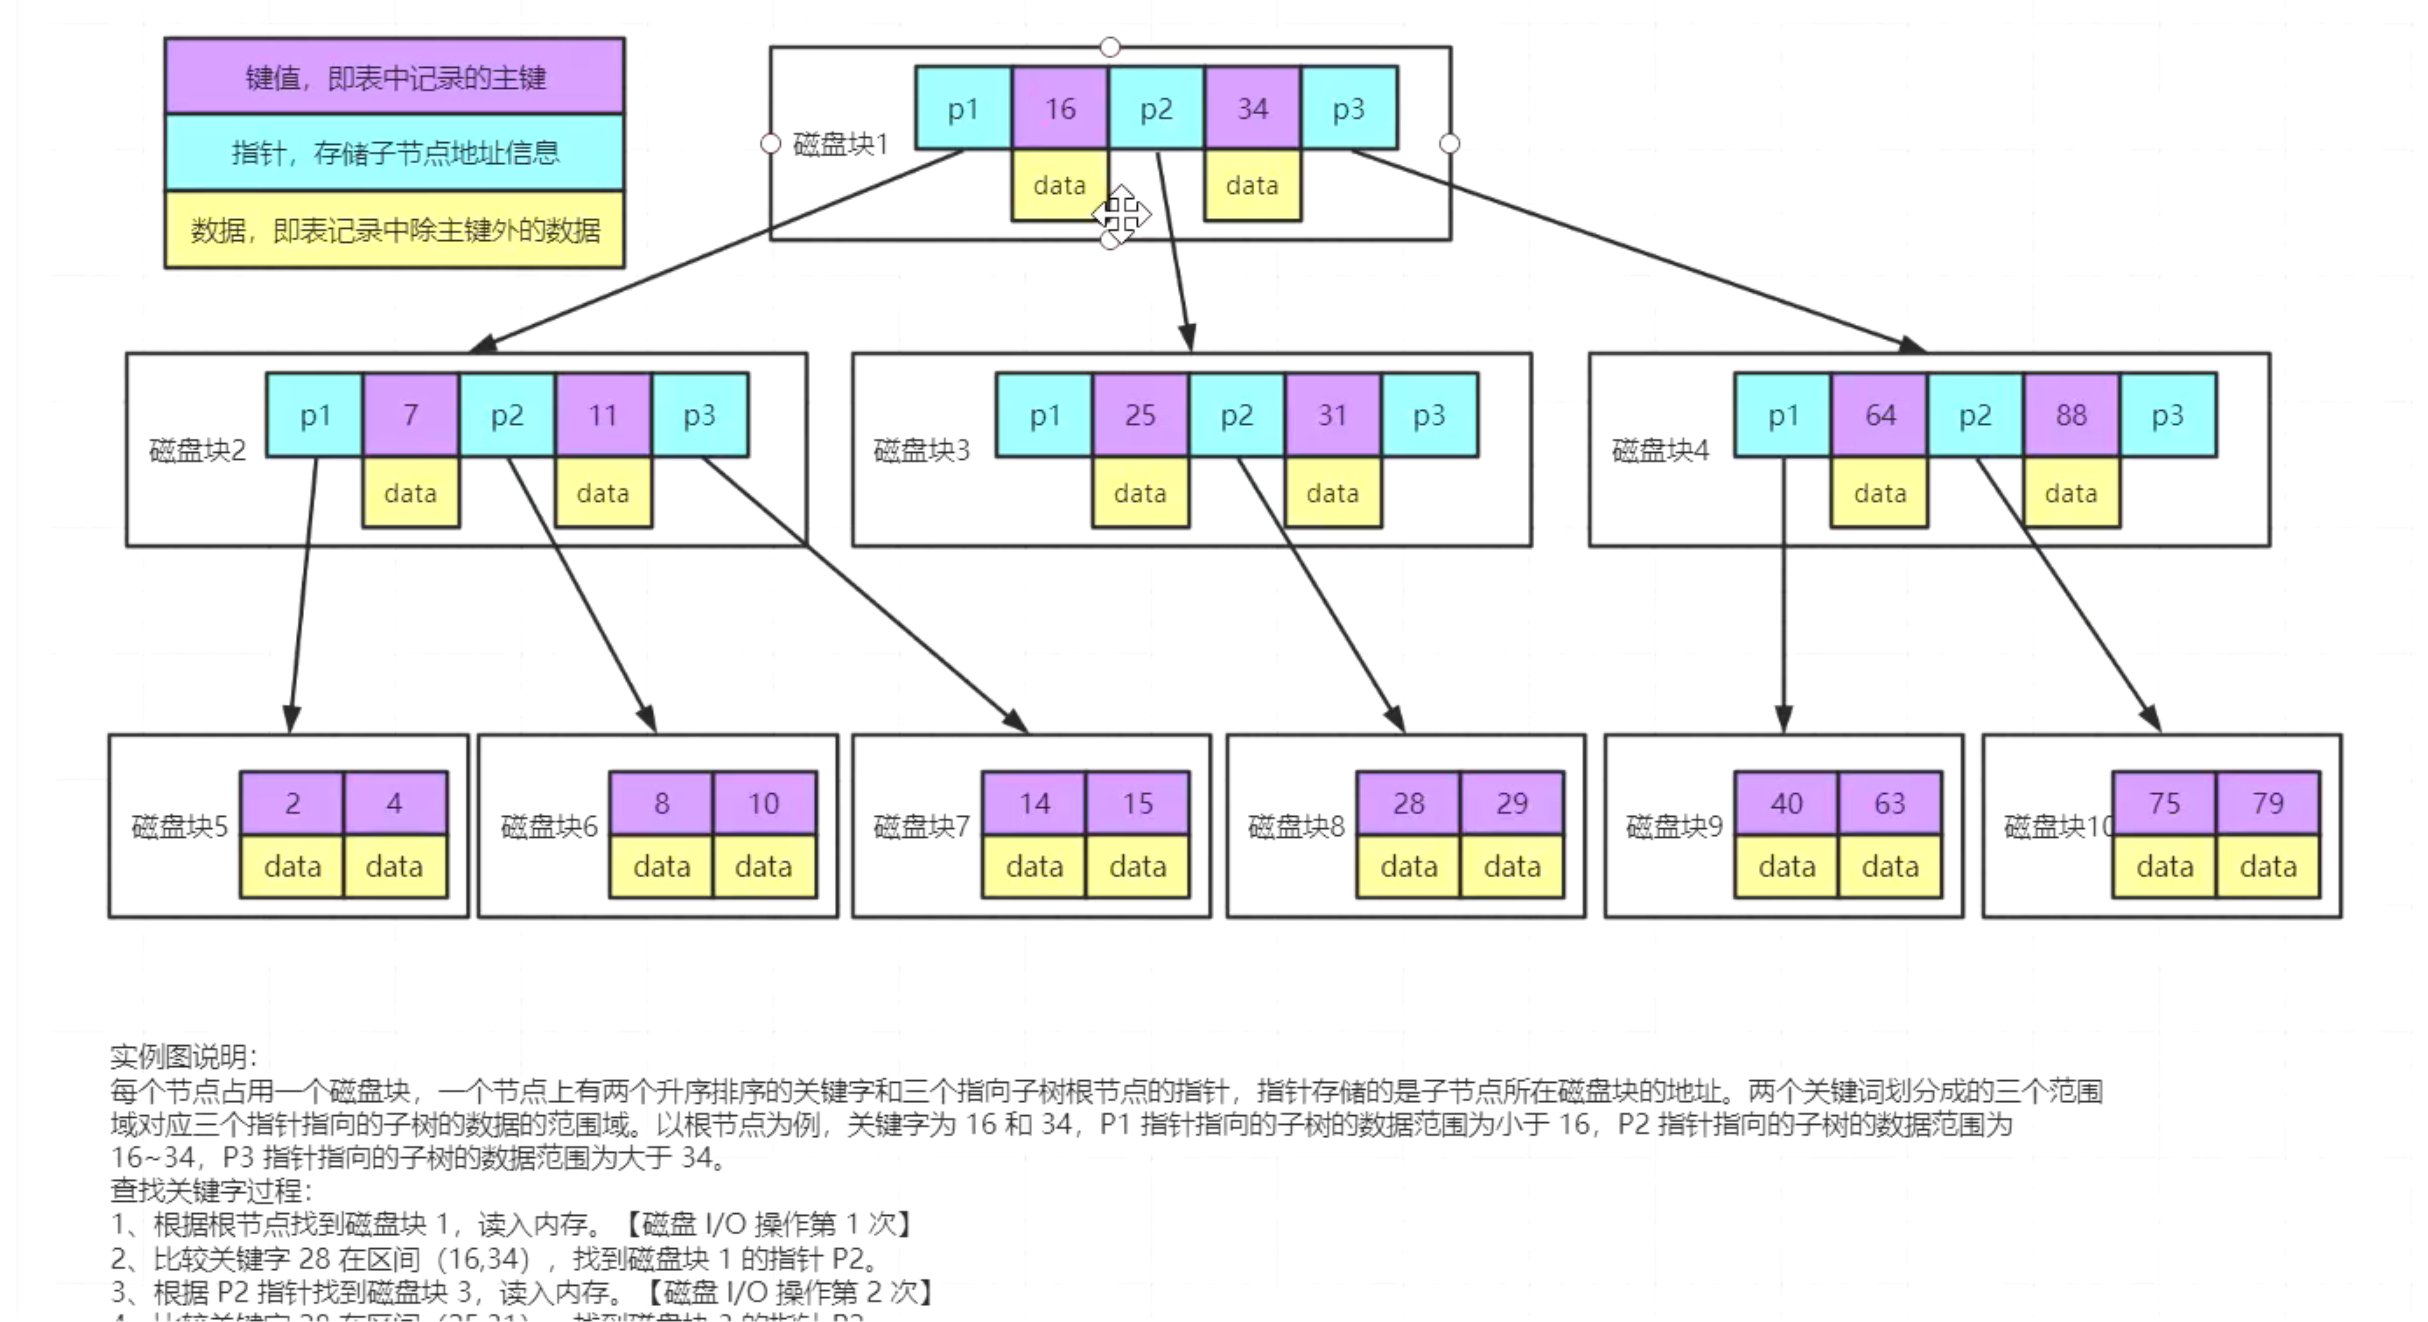 键值，即表中记录的主键
指针，存储子节点地址信息
数据，即表记录中除主键外的数据
磁盘块1
p1 16 p2 34 p3
data data
磁盘块2
p1 7 p2 11 p3
data data
磁盘块3
p1 25 p2 31 p3
data data
磁盘块4
p1 64 p2 88 p3
data data
磁盘块5
2 4
data data
磁盘块6
8 10
data data
磁盘块7
14 15
data data
磁盘块8
28 29
data data
磁盘块9
40 63
data data
磁盘块10
75 79
data data
实例图说明：
每个节点占用一个磁盘块，一个节点上有两个升序排序的关键字和三个指向子树根节点的指针，指针存储的是子节点所在磁盘块的地址。两个关键词划分成的三个范围
域对应三个指针指向的子树的数据的范围域。以根节点为例，关键字为 16 和 34，P1 指针指向的子树的数据范围为小于 16，P2 指针指向的子树的数据范围为
16~34，P3 指针指向的子树的数据范围为大于 34。
查找关键字过程：
1、根据根节点找到磁盘块 1，读入内存。【磁盘 I/O 操作第 1 次】
2、比较关键字 28 在区间（16,34），找到磁盘块 1 的指针 P2。
3、根据 P2 指针找到磁盘块 3，读入内存。【磁盘 I/O 操作第 2 次】